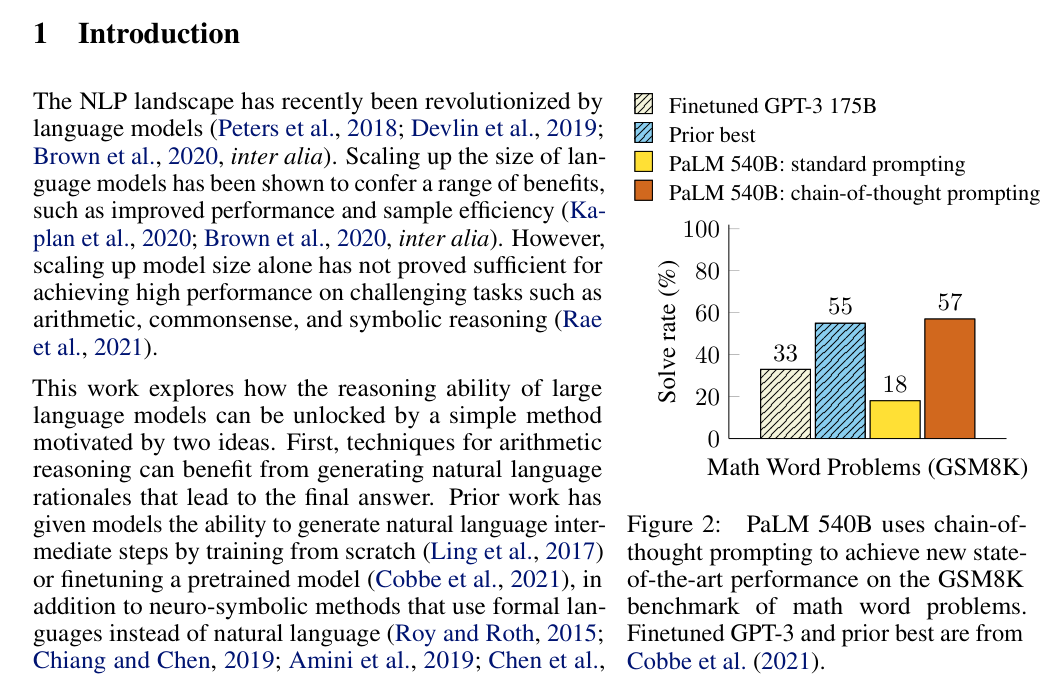 1 Introduction
The NLP landscape has recently been revolutionized by
language models (Peters et al., 2018; Devlin et al., 2019;
Brown et al., 2020, inter alia). Scaling up the size of lan-
guage models has been shown to confer a range of benefits,
such as improved performance and sample efficiency (Ka-
plan et al., 2020; Brown et al., 2020, inter alia). However,
scaling up model size alone has not proved sufficient for
achieving high performance on challenging tasks such as
arithmetic, commonsense, and symbolic reasoning (Rae
et al., 2021).
This work explores how the reasoning ability of large
language models can be unlocked by a simple method
motivated by two ideas. First, techniques for arithmetic
reasoning can benefit from generating natural language
rationales that lead to the final answer. Prior work has
given models the ability to generate natural language inter-
mediate steps by training from scratch (Ling et al., 2017)
or finetuning a pretrained model (Cobbe et al., 2021), in
addition to neuro-symbolic methods that use formal lan-
guages instead of natural language (Roy and Roth, 2015;
Chiang and Chen, 2019; Amini et al., 2019; Chen et al.,
Finetuned GPT-3 175B
Prior best
PaLM 540B: standard prompting
PaLM 540B: chain-of-thought prompting
100
80
60
40
20
0
Solve rate (%)
33
55
18
57
Math Word Problems (GSM8K)
Figure 2: PaLM 540B uses chain-of-
thought prompting to achieve new state-
of-the-art performance on the GSM8K
benchmark of math word problems.
Finetuned GPT-3 and prior best are from
Cobbe et al. (2021).